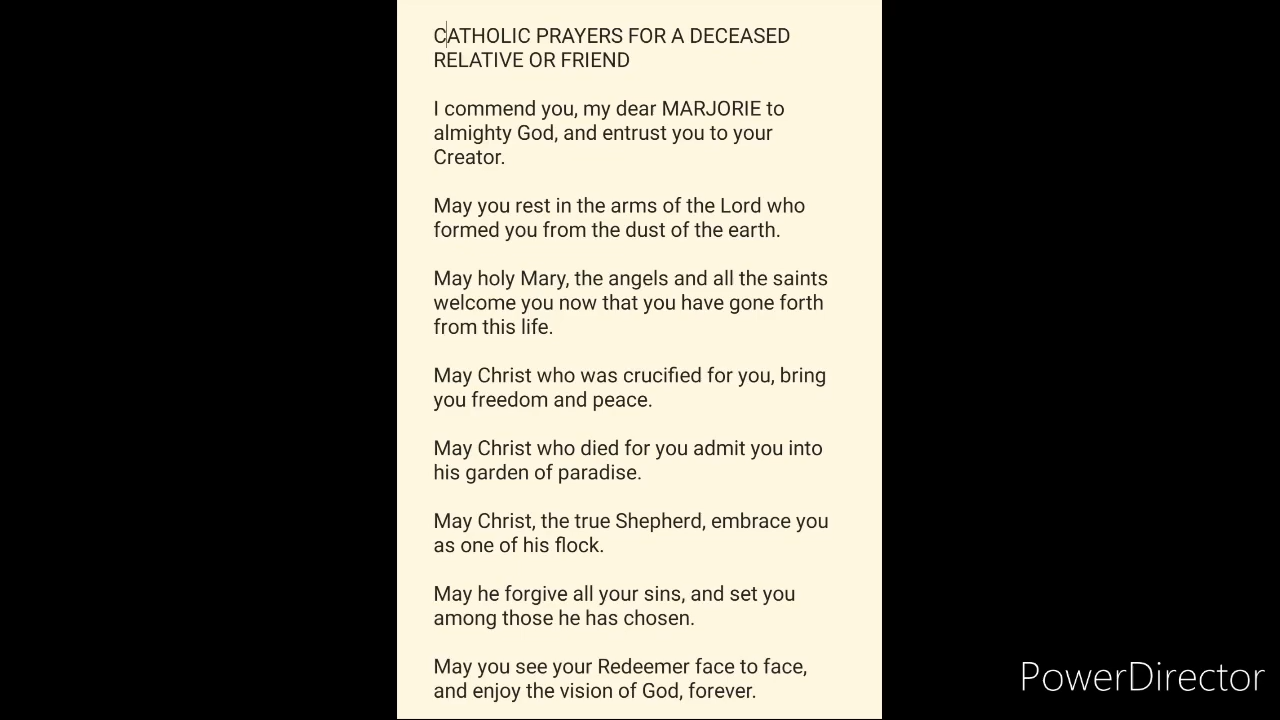 CATHOLIC PRAYERS FOR A DECEASED
RELATIVE OR FRIEND
I commend you, my dear MARJORIE to
almighty God, and entrust you to your
Creator.
May you rest in the arms of the Lord who
formed you from the dust of the earth.
May holy Mary, the angels and all the saints
welcome you now that you have gone forth
from this life.
May Christ who was crucified for you, bring
you freedom and peace.
May Christ who died for you admit you into
his garden of paradise.
May Christ, the true Shepherd, embrace you
as one of his flock.
May he forgive all your sins, and set you
among those he has chosen.
May you see your Redeemer face to face,
and enjoy the vision of God, forever.
PowerDirector